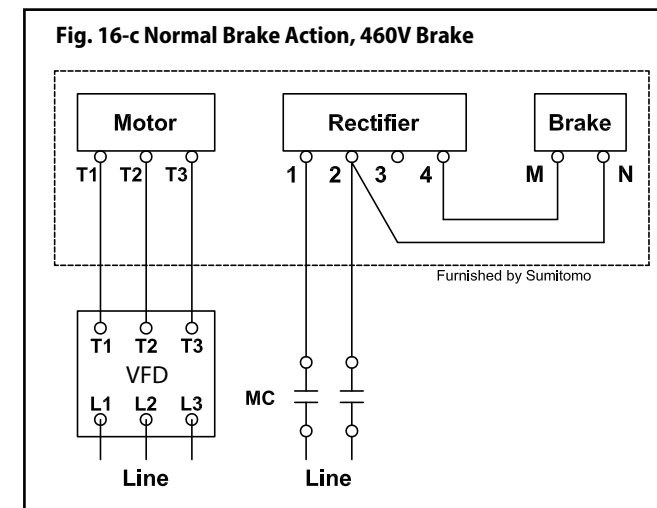 Fig. 16-c Normal Brake Action, 460V Brake
Motor Rectifier Brake
T1 T2 T3 1 2 3 4 M N
Furnished by Sumitomo
T1 T2 T3
VFD
MC
L1 L2 L3
Line Line